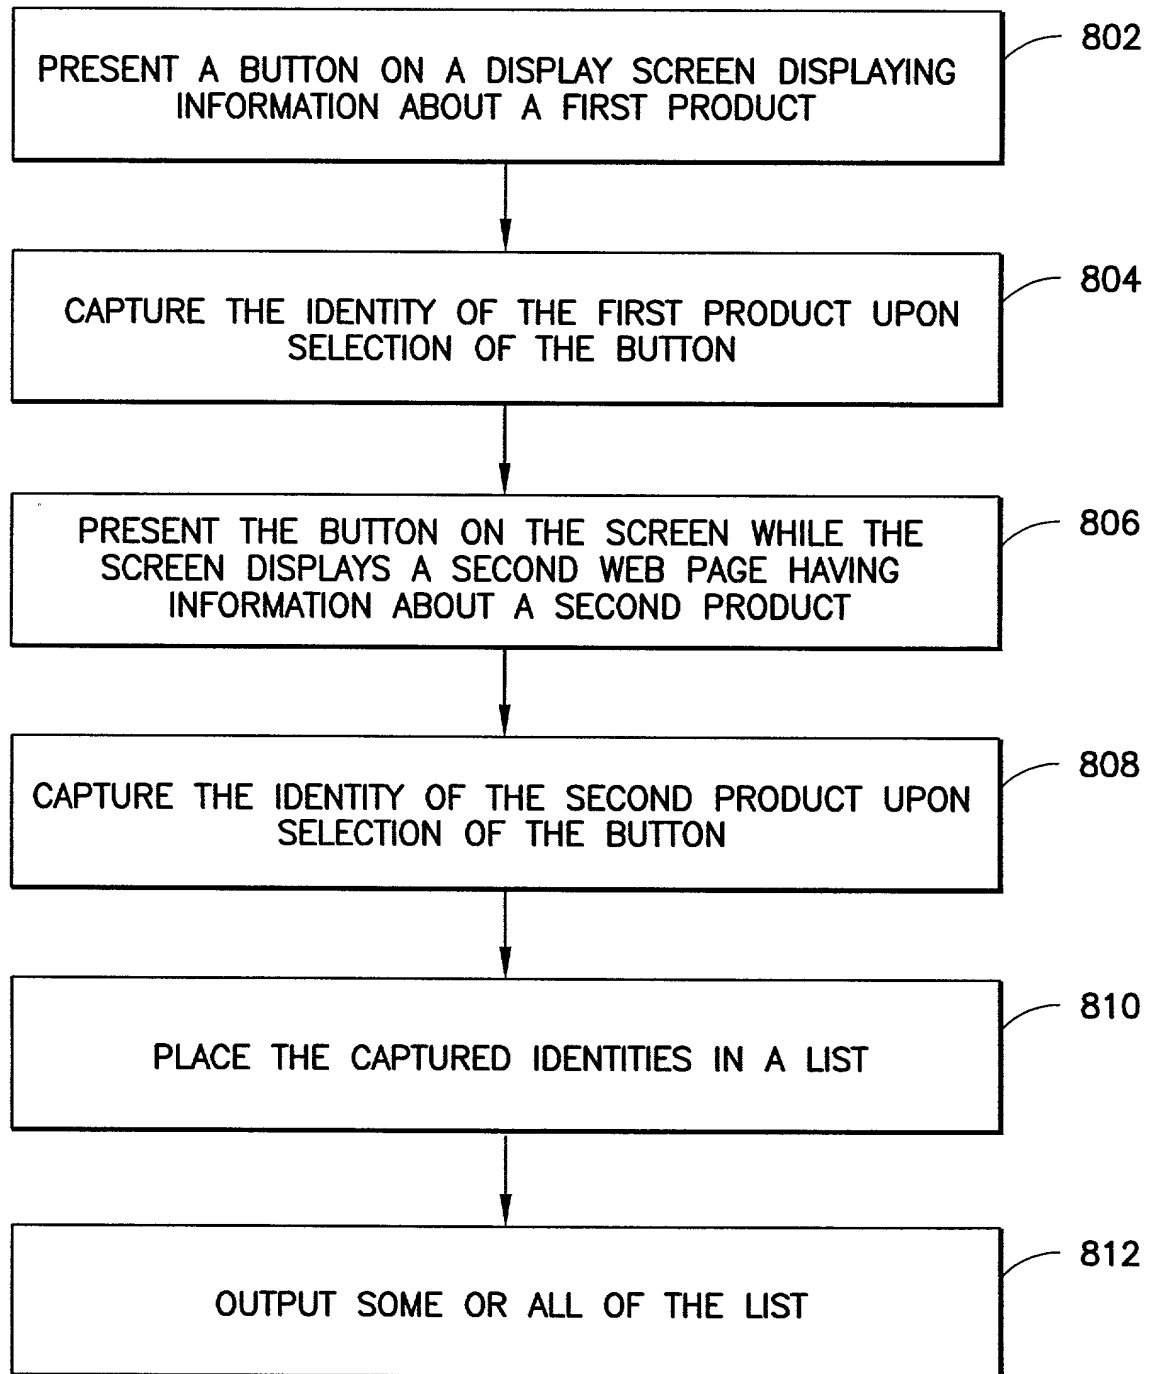 PRESENT A BUTTON ON A DISPLAY SCREEN DISPLAYING
INFORMATION ABOUT A FIRST PRODUCT
802
CAPTURE THE IDENTITY OF THE FIRST PRODUCT UPON
SELECTION OF THE BUTTON
804
PRESENT THE BUTTON ON THE SCREEN WHILE THE
SCREEN DISPLAYS A SECOND WEB PAGE HAVING
INFORMATION ABOUT A SECOND PRODUCT
806
CAPTURE THE IDENTITY OF THE SECOND PRODUCT UPON
SELECTION OF THE BUTTON
808
PLACE THE CAPTURED IDENTITIES IN A LIST
810
OUTPUT SOME OR ALL OF THE LIST
812